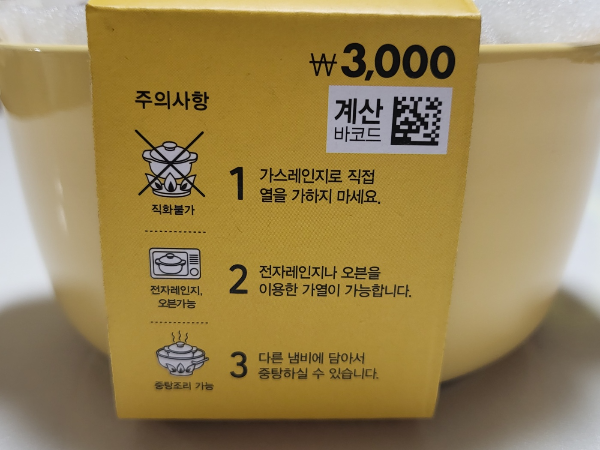 ₩3,000
계산
바코드
주의사항
직화불가
1 가스레인지로 직접
열을 가하지 마세요.
전자레인지,
오븐가능
2 전자레인지나 오븐을
이용한 가열이 가능합니다.
중탕조리 가능
3 다른 냄비에 담아서
중탕하실 수 있습니다.